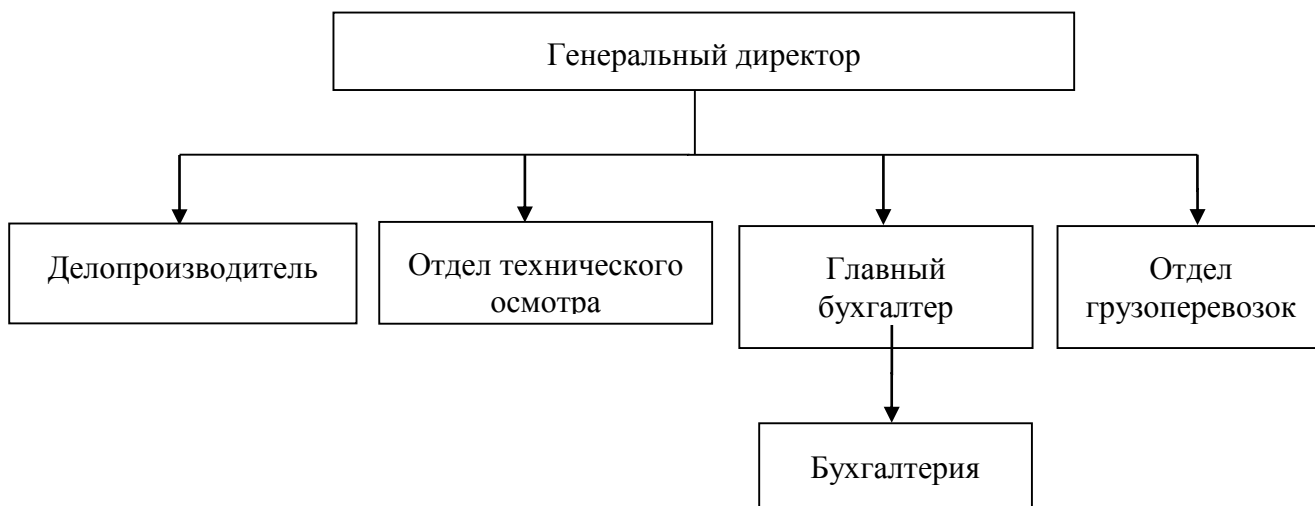 Генеральный директор
Делопроизводитель
Отдел технического
осмотра
Главный
бухгалтер
Отдел
грузоперевозок
Бухгалтерия